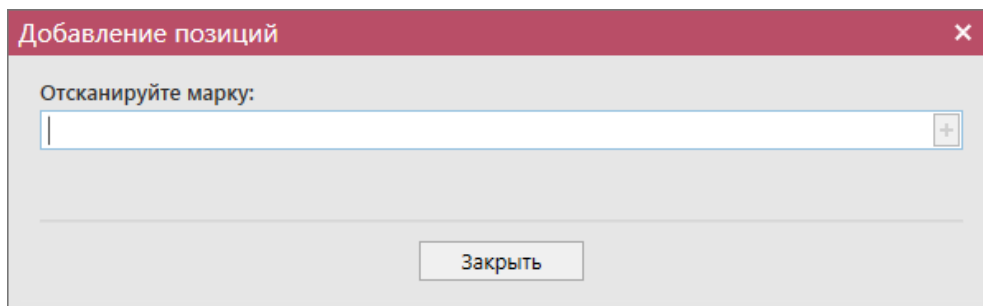 Добавление позиций
Отсканируйте марку:
Закрыть